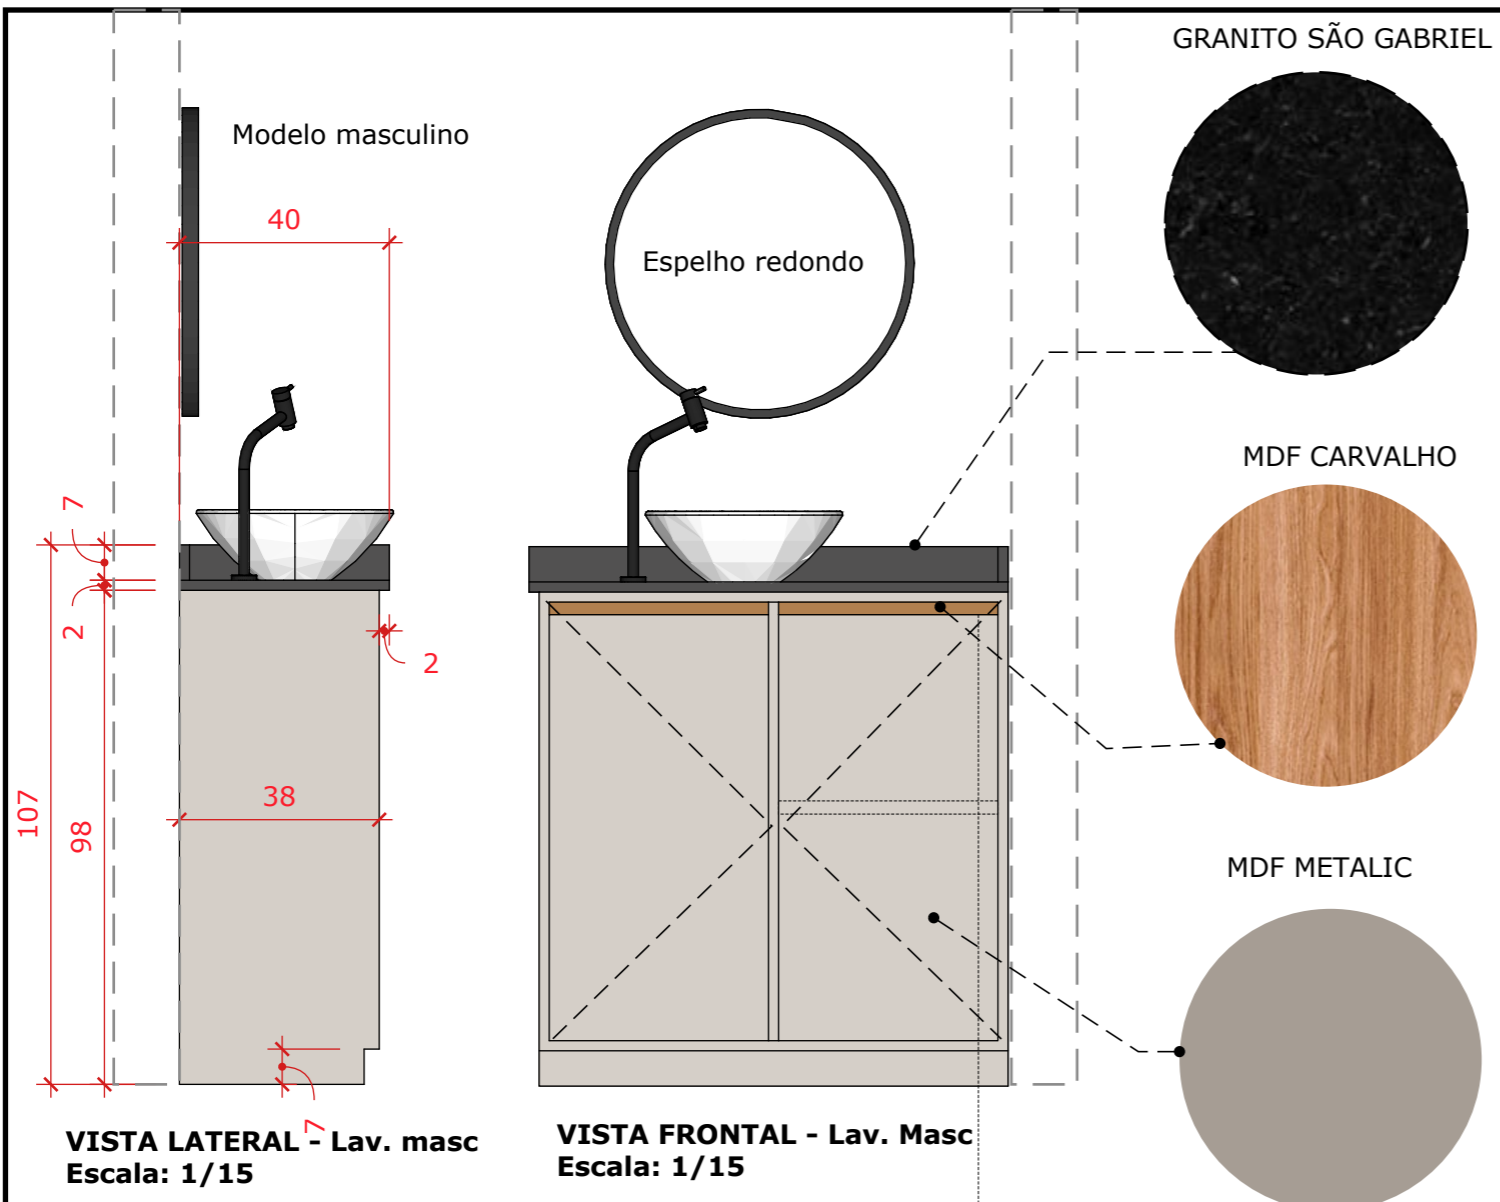 GRANITO SÃO GABRIEL
Modelo masculino
40
Espelho redondo
MDF CARVALHO
7
2
2
107
98
38
MDF METALIC
7
VISTA LATERAL - Lav. masc
Escala: 1/15
VISTA FRONTAL - Lav. Masc
Escala: 1/15